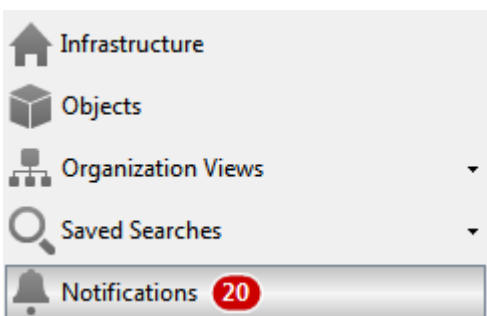 Infrastructure
Objects
Organization Views
Saved Searches
Notifications 20